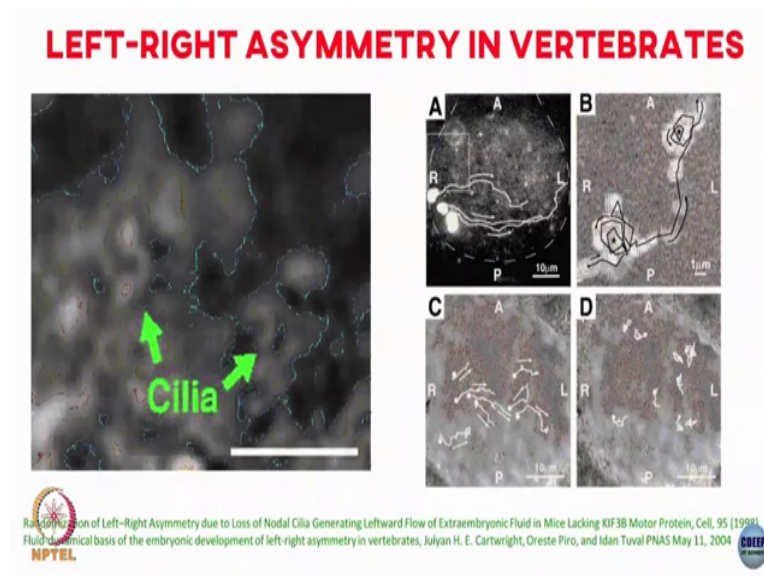 LEFT-RIGHT ASYMMETRY IN VERTEBRATES
Cilia
A
A
R
L
P
10μm
B
A
R
L
P
1μm
C
A
R
L
P
10 m
D
A
R
L
P
10 m
of Left–Right Asymmetry due to Loss of Nodal Cilia Generating Leftward Flow of Extraembryonic Fluid in Mice Lacking KIF3B Motor Protein, Cell, 95 (1998)
Fluid dynamical basis of the embryonic development of left-right asymmetry in vertebrates, Julyan H. E. Cartwright, Oreste Piro, and Idan Tuval PNAS May 11, 2004
NPTEL